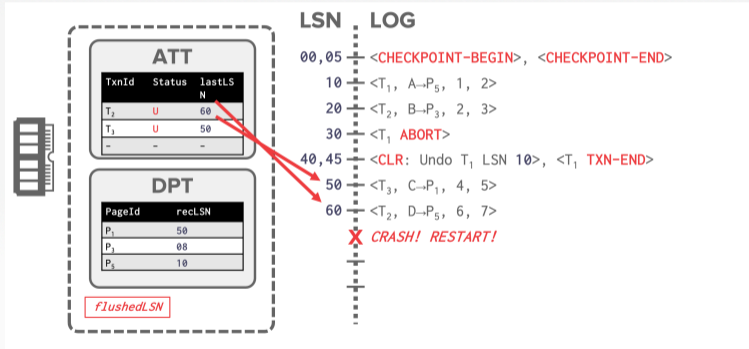 LSN LOG
ATT
TxnId Status lastLS
N
T₂ U 60
T₃ U 50
- - -
DPT
PageId recLSN
P₁ 50
P₃ 08
P₅ 10
flushedLSN
00,05 <CHECKPOINT-BEGIN>, <CHECKPOINT-END>
10 <T₁, A→P₅, 1, 2>
20 <T₂, B→P₃, 2, 3>
30 <T₁ ABORT>
40,45 <CLR: Undo T₁ LSN 10>, <T₁ TXN-END>
50 <T₃, C→P₁, 4, 5>
60 <T₂, D→P₅, 6, 7>
X CRASH! RESTART!